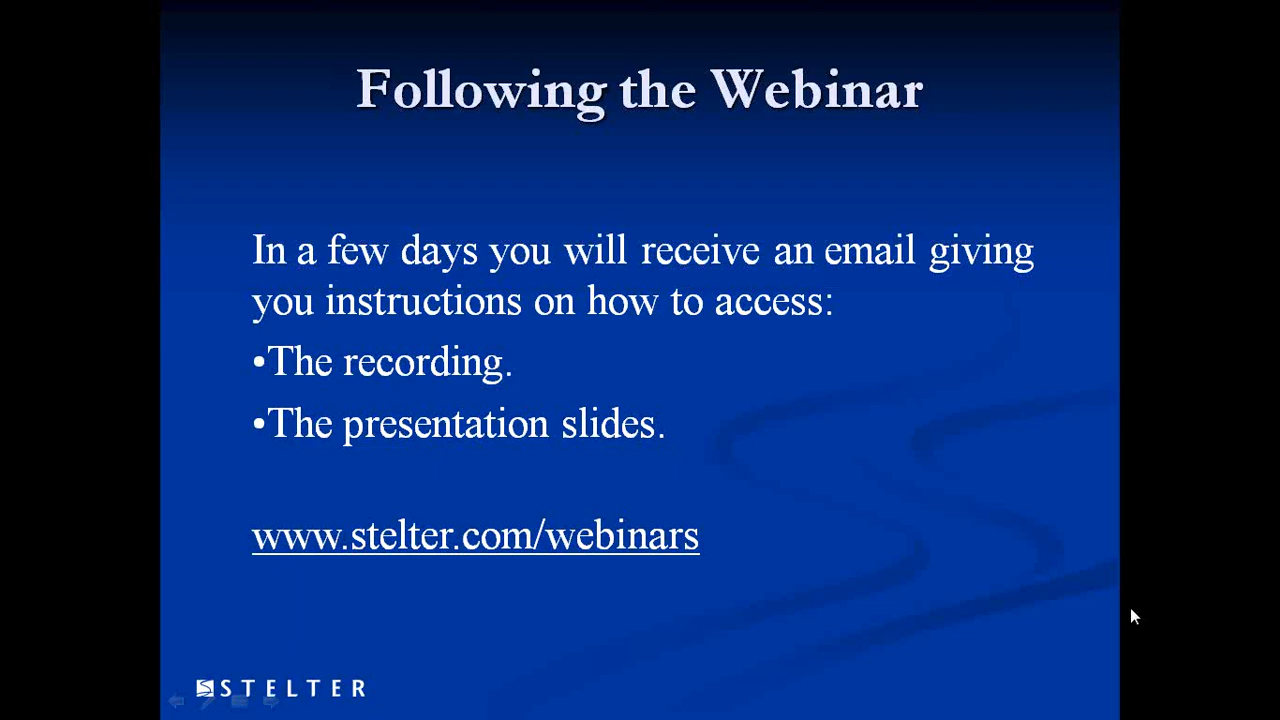 Following the Webinar
In a few days you will receive an email giving
you instructions on how to access:
•The recording.
•The presentation slides.
www.stelter.com/webinars
STELTER